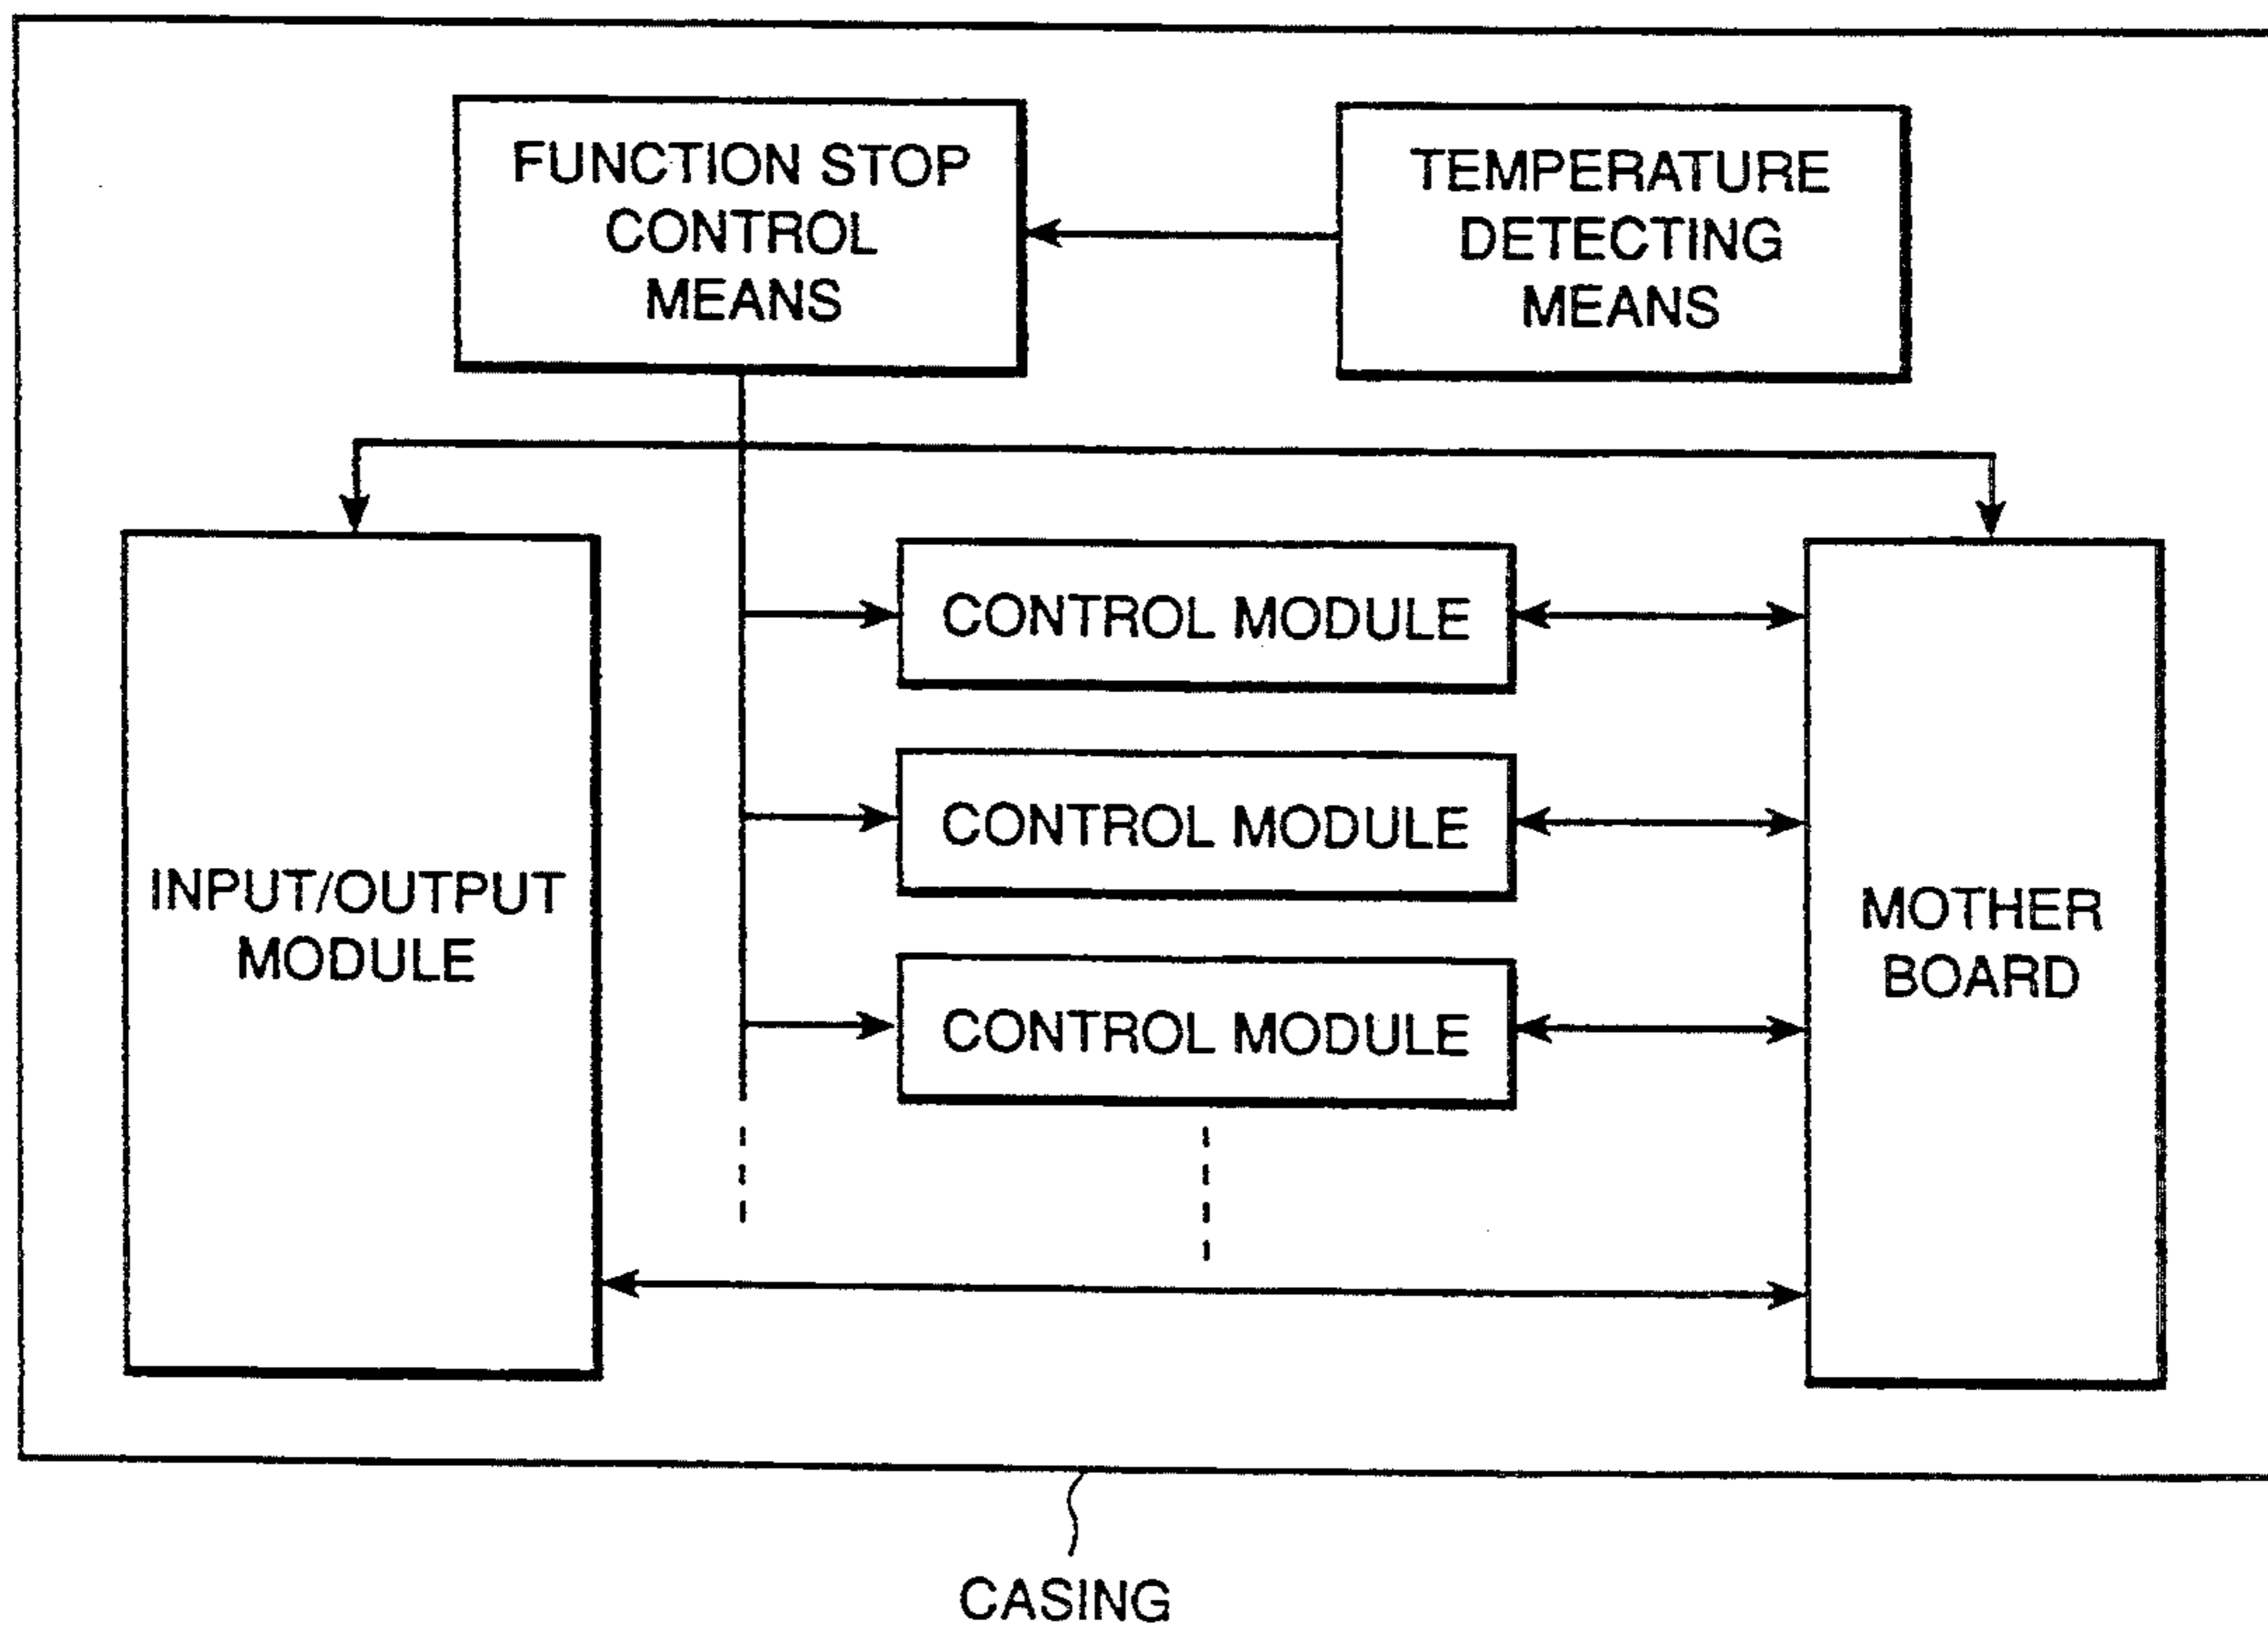 FUNCTION STOP
CONTROL
MEANS
TEMPERATURE
DETECTING
MEANS
INPUT/OUTPUT
MODULE
CONTROL MODULE
CONTROL MODULE
CONTROL MODULE
MOTHER
BOARD
CASING